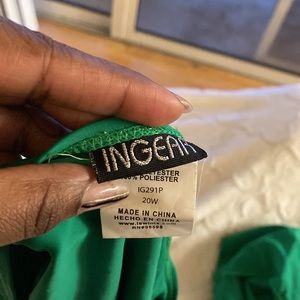 INGEAR
POLIESTER
IG291P
20W
MADE IN CHINA
HECHO EN CHINA